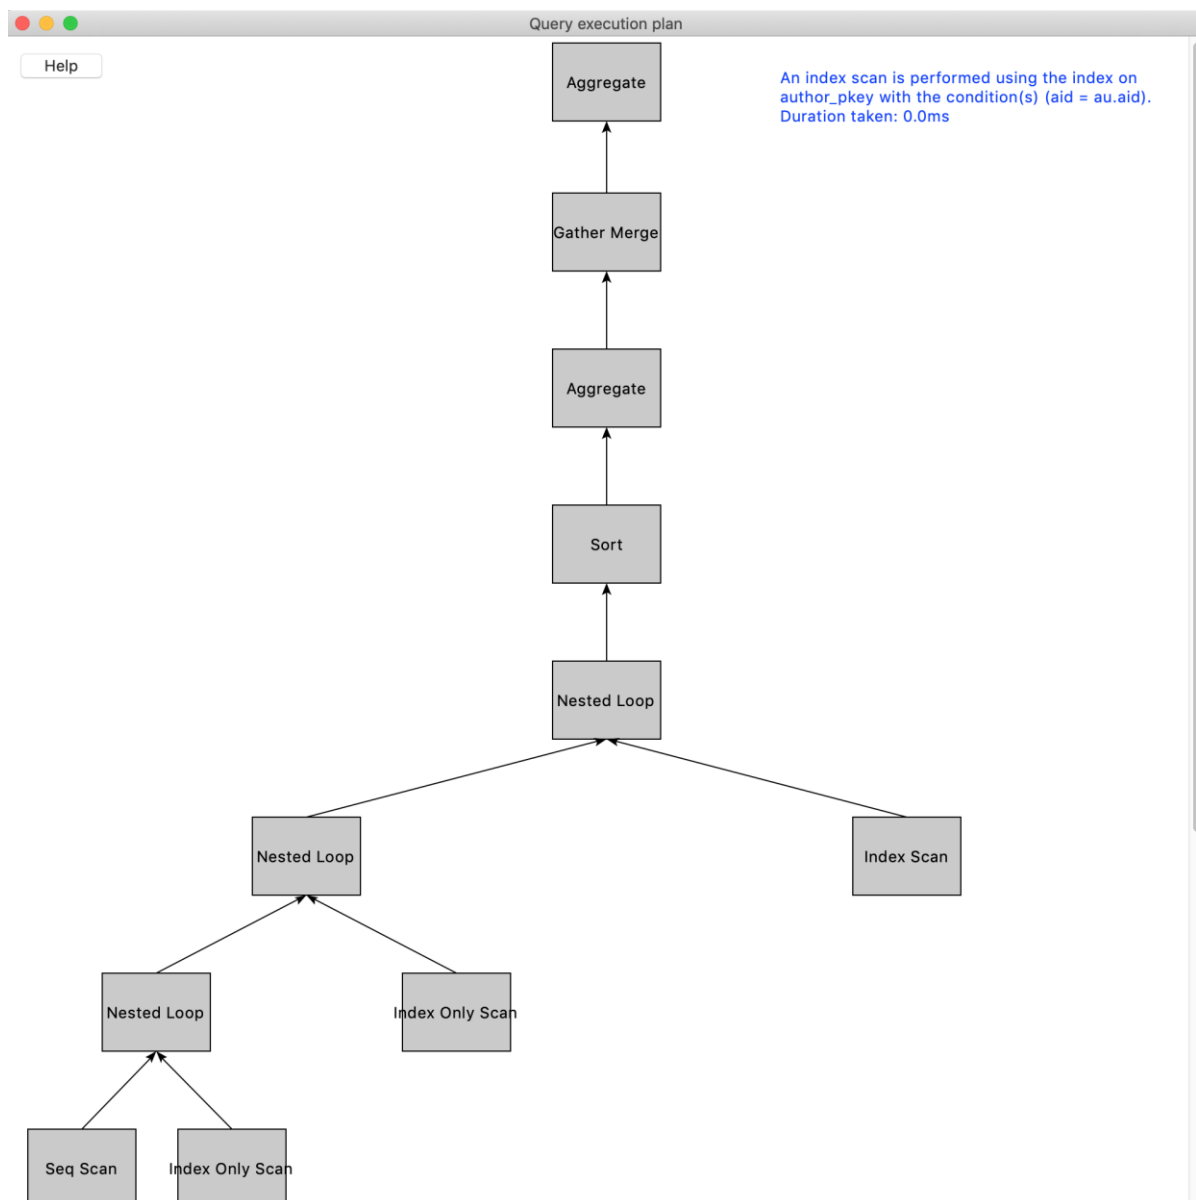 Query execution plan
Help
Aggregate
An index scan is performed using the index on
author_pkey with the condition(s) (aid = au.aid).
Duration taken: 0.0ms
Gather Merge
Aggregate
Sort
Nested Loop
Nested Loop
Index Scan
Nested Loop
Index Only Scan
Seq Scan
Index Only Scan